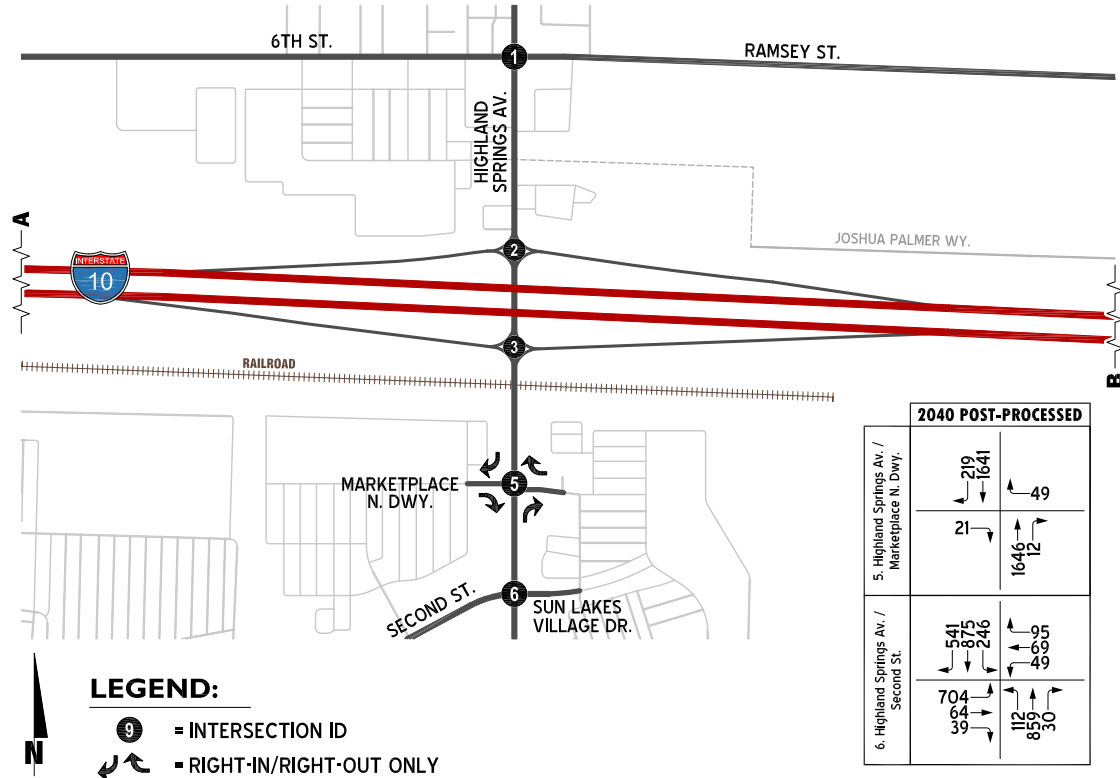 6TH ST.
1
RAMSEY ST.
HIGHLAND
SPRINGS AV.
A
2
JOSHUA PALMER WY.
INTERSTATE
10
3
RAILROAD
B
MARKETPLACE
N. DWY.
5
SECOND ST.
6
SUN LAKES
VILLAGE DR.
2040 POST-PROCESSED
5. Highland Springs Av. /
Marketplace N. Dwy.
219
1641
49
21
1646
12
6. Highland Springs Av. /
Second St.
541
875
246
95
69
49
704
64
39
112
859
30
N
LEGEND:
9 = INTERSECTION ID
= RIGHT-IN/RIGHT-OUT ONLY